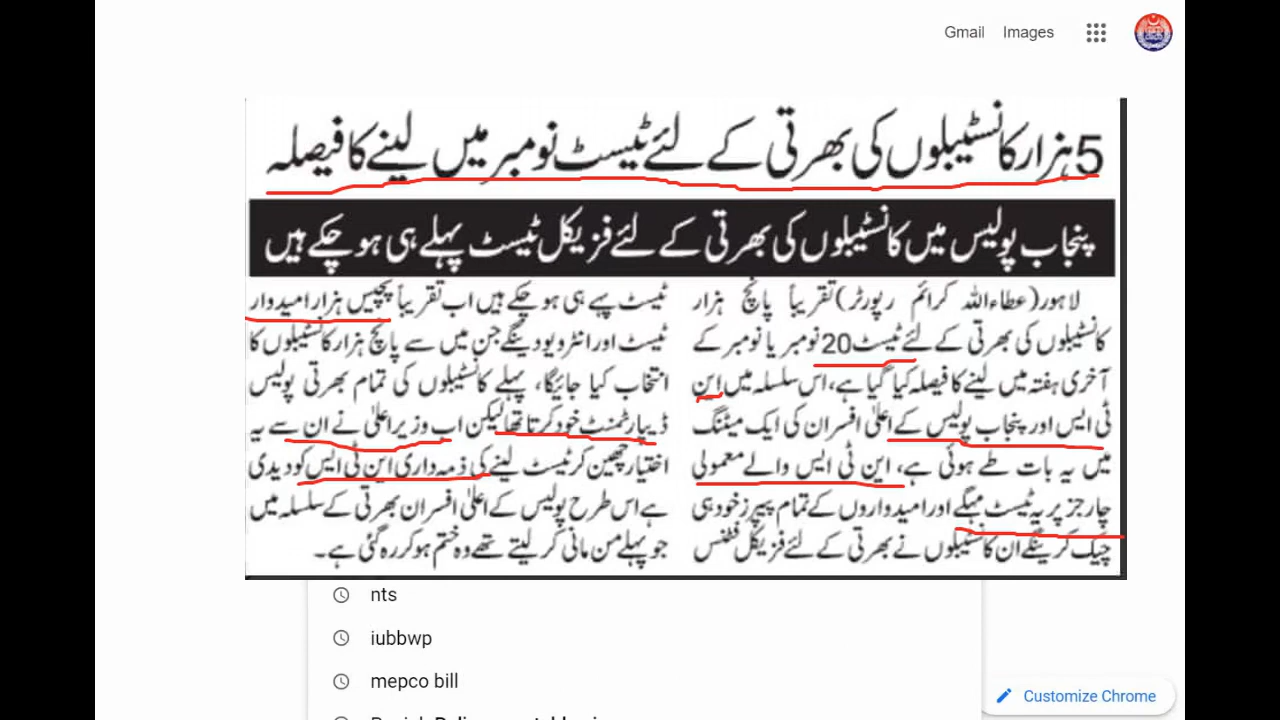 Gmail Images
5 ہزار کانسٹیبلوں کی بھرتی کے لئے ٹیسٹ نومبر میں لینے کا فیصلہ
پنجاب پولیس میں کانسٹیبلوں کی بھرتی کے لئے فزیکل ٹیسٹ پہلے ہی ہو چکے ہیں
لاہور (عطاءاللہ کرائم رپورٹر) تقریباً پانچ ہزار
کانسٹیبلوں کی بھرتی کے لئے ٹیسٹ 20 نومبر یا نومبر کے
آخری ہفتہ میں لینے کا فیصلہ کیا گیا ہے، اس سلسلہ میں این
ٹی ایس اور پنجاب پولیس کے اعلیٰ افسران کی ایک میٹنگ
میں یہ بات طے ہوئی ہے، این ٹی ایس والے معمولی
چارجز پر یہ ٹیسٹ اور امیدواروں کے تمام پیپرز خود ہی
چیک کرینگے ان کانسٹیبلوں نے بھرتی کے لئے فزیکل فٹنس
ٹیسٹ پہے ہی ہو چکے ہیں اب تقریباً پچیس ہزار امیدوار
ٹیسٹ اور انٹرویو دینگے جن میں سے پانچ ہزار کانسٹیبلوں کا
انتخاب کیا جائیگا، پہلے کانسٹیبلوں کی تمام بھرتی پولیس
ڈیپارٹمنٹ خود کرتا تھا لیکن اب وزیراعلیٰ نے ان سے یہ
اختیار چھین کر ٹیسٹ لینے کی ذمہ داری این ٹی ایس کو دیدی
ہے اس طرح پولیس کے اعلیٰ افسران بھرتی کے سلسلہ میں
جو پہلے من مانی کر لیتے تھے وہ ختم ہو کر رہ گئی ہے۔
nts
iubbwp
mepco bill
Customize Chrome